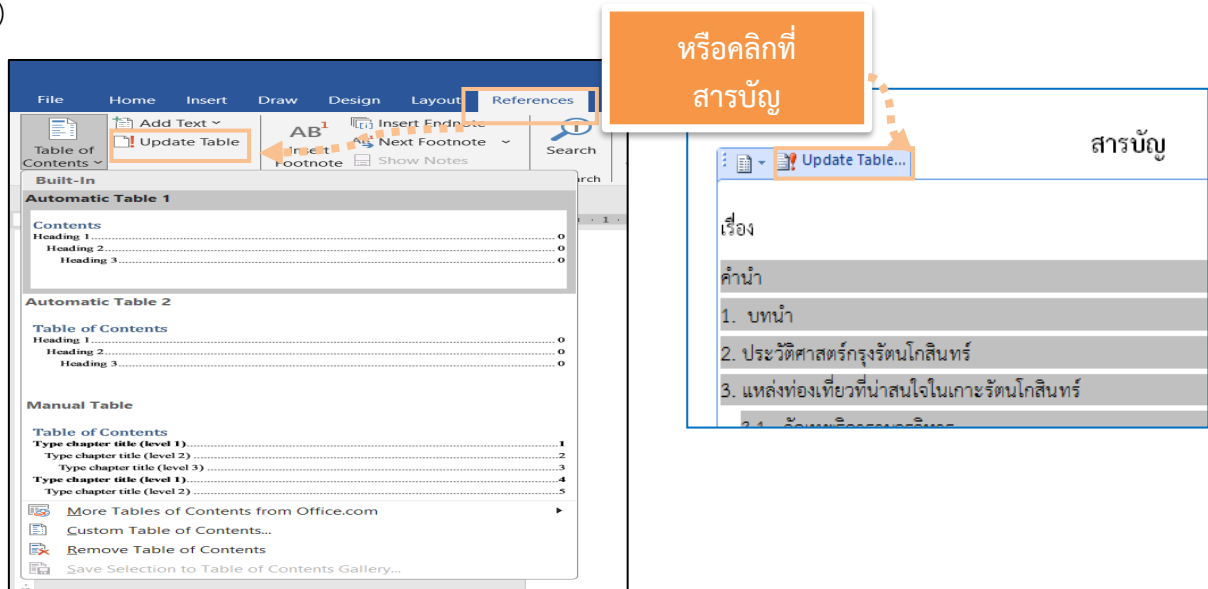 )
หรือคลิกที่
สารบัญ
File Home Insert Draw Design Layout References
Add Text
Update Table
Table of
Contents
AB1
Insert
Footnote
Insert Endnote
Next Footnote
Show Notes
Search
Built-In
Automatic Table 1
Contents
Heading 1 0
Heading 2 0
Heading 3 0
Automatic Table 2
Table of Contents
Heading 1 0
Heading 2 0
Heading 3 0
Manual Table
Table of Contents
Type chapter title (level 1) 1
Type chapter title (level 2) 2
Type chapter title (level 3) 3
Type chapter title (level 1) 4
Type chapter title (level 2) 5
More Tables of Contents from Office.com
Custom Table of Contents...
Remove Table of Contents
Save Selection to Table of Contents Gallery...
สารบัญ
Update Table...
เรื่อง
คำนำ
1. บทนำ
2. ประวัติศาสตร์กรุงรัตนโกสินทร์
3. แหล่งท่องเที่ยวที่น่าสนใจในเกาะรัตนโกสินทร์